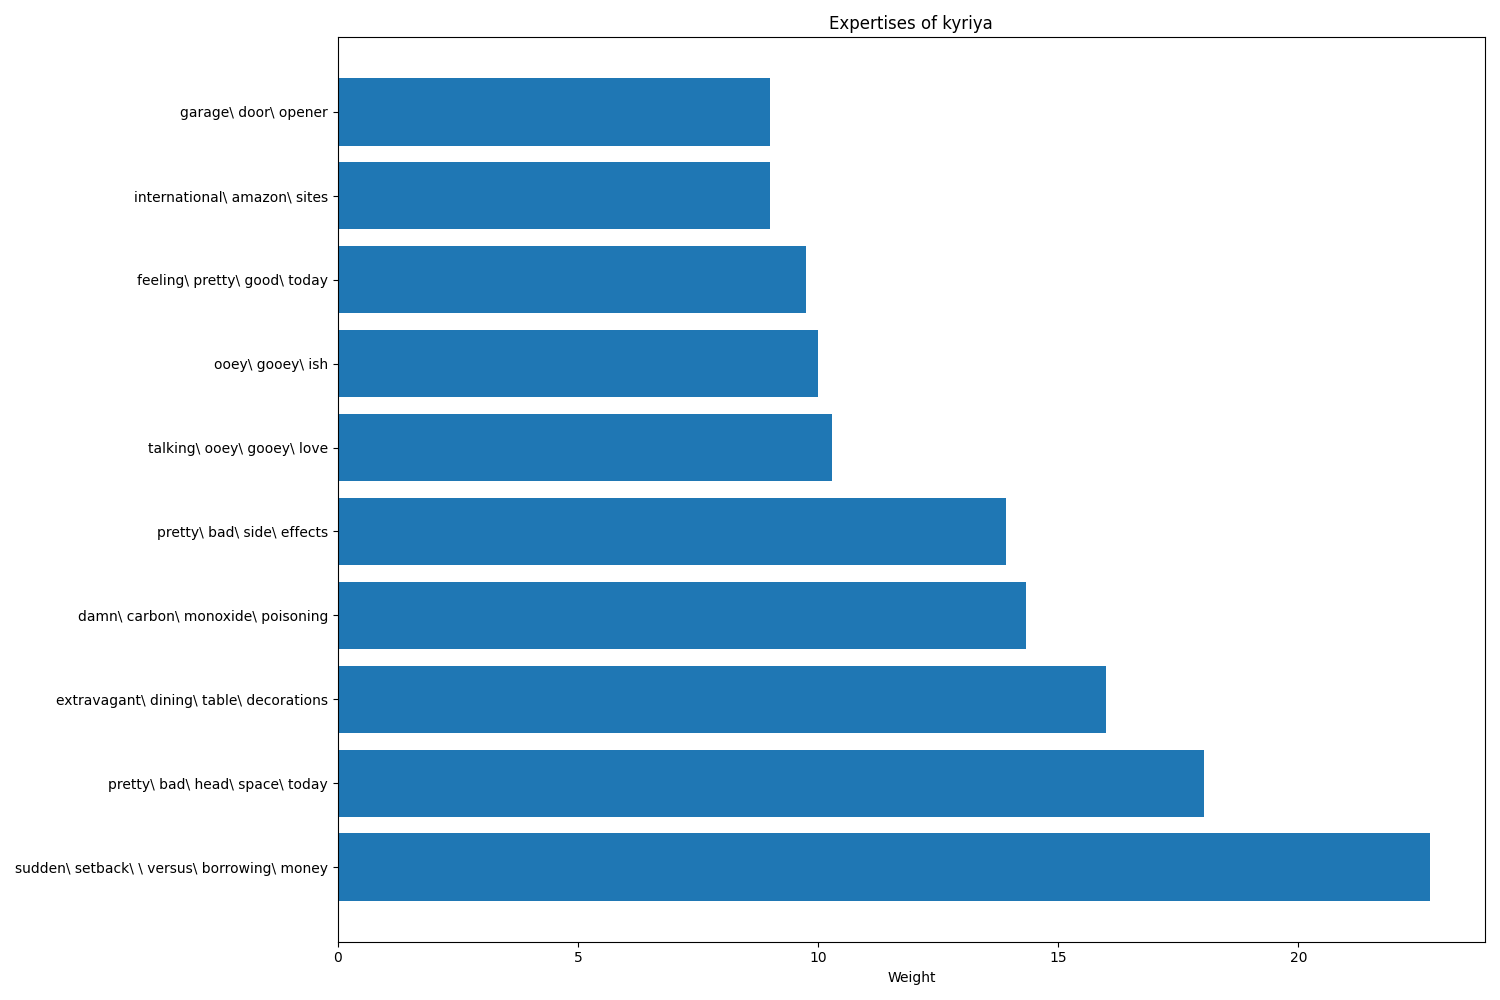 Expertises of kyriya
garage\ door\ opener
international\ amazon\ sites
feeling\ pretty\ good\ today
ooey\ gooey\ ish
talking\ ooey\ gooey\ love
pretty\ bad\ side\ effects
damn\ carbon\ monoxide\ poisoning
extravagant\ dining\ table\ decorations
pretty\ bad\ head\ space\ today
sudden\ setback\ \ versus\ borrowing\ money
0 5 10 15 20
Weight